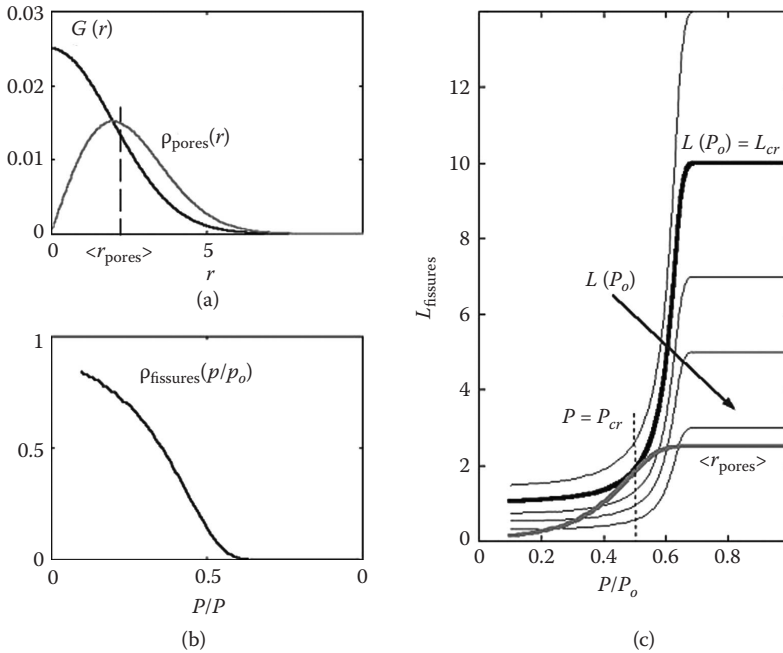 0.03
0.02
0.01
0
G (r)
ρpores(r)
0
<rpores>
5
r
(a)
1
0.5
0
ρfissures(p/po)
0.5
0
P/P
(b)
12
10
8
6
4
2
0
Lfissures
L (Po) = Lcr
L (Po)
P = Pcr
<rpores>
0
0.2
0.4
0.6
0.8
P/Po
(c)